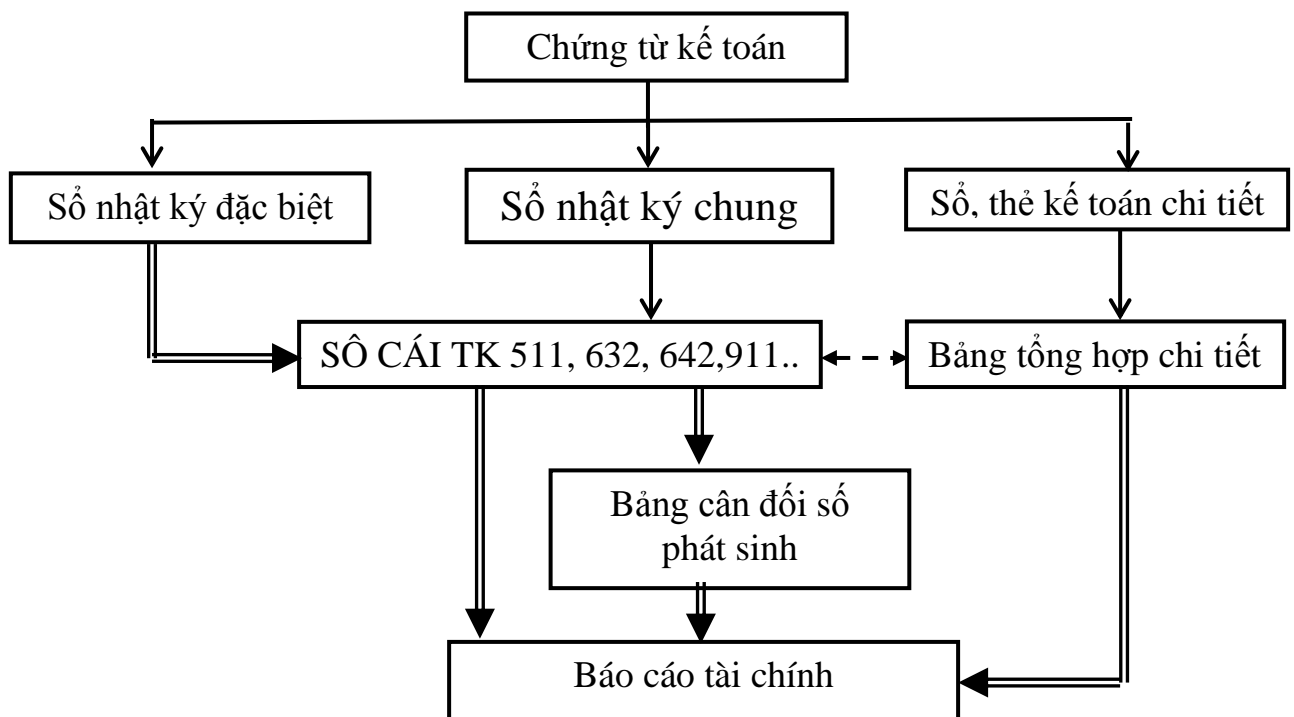 Chứng từ kế toán
Sổ nhật ký đặc biệt
Sổ nhật ký chung
Sổ, thẻ kế toán chi tiết
SÔ CÁI TK 511, 632, 642,911..
Bảng tổng hợp chi tiết
Bảng cân đối số
phát sinh
Báo cáo tài chính